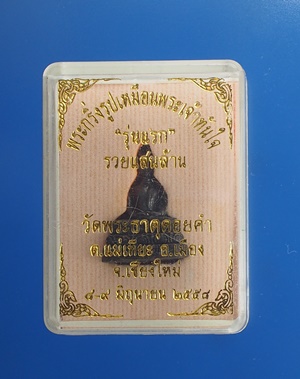 พระกริ่งรูปเหมือนพระเจ้าทันใจ
"รุ่นแรก"
รวยแสนล้าน
วัดพระธาตุดอยคำ
ต.แม่เหียะ อ.เมือง
จ.เชียงใหม่
๘-๙ มิถุนายน ๒๕๕๔